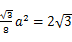 √3/8 a² = 2√3